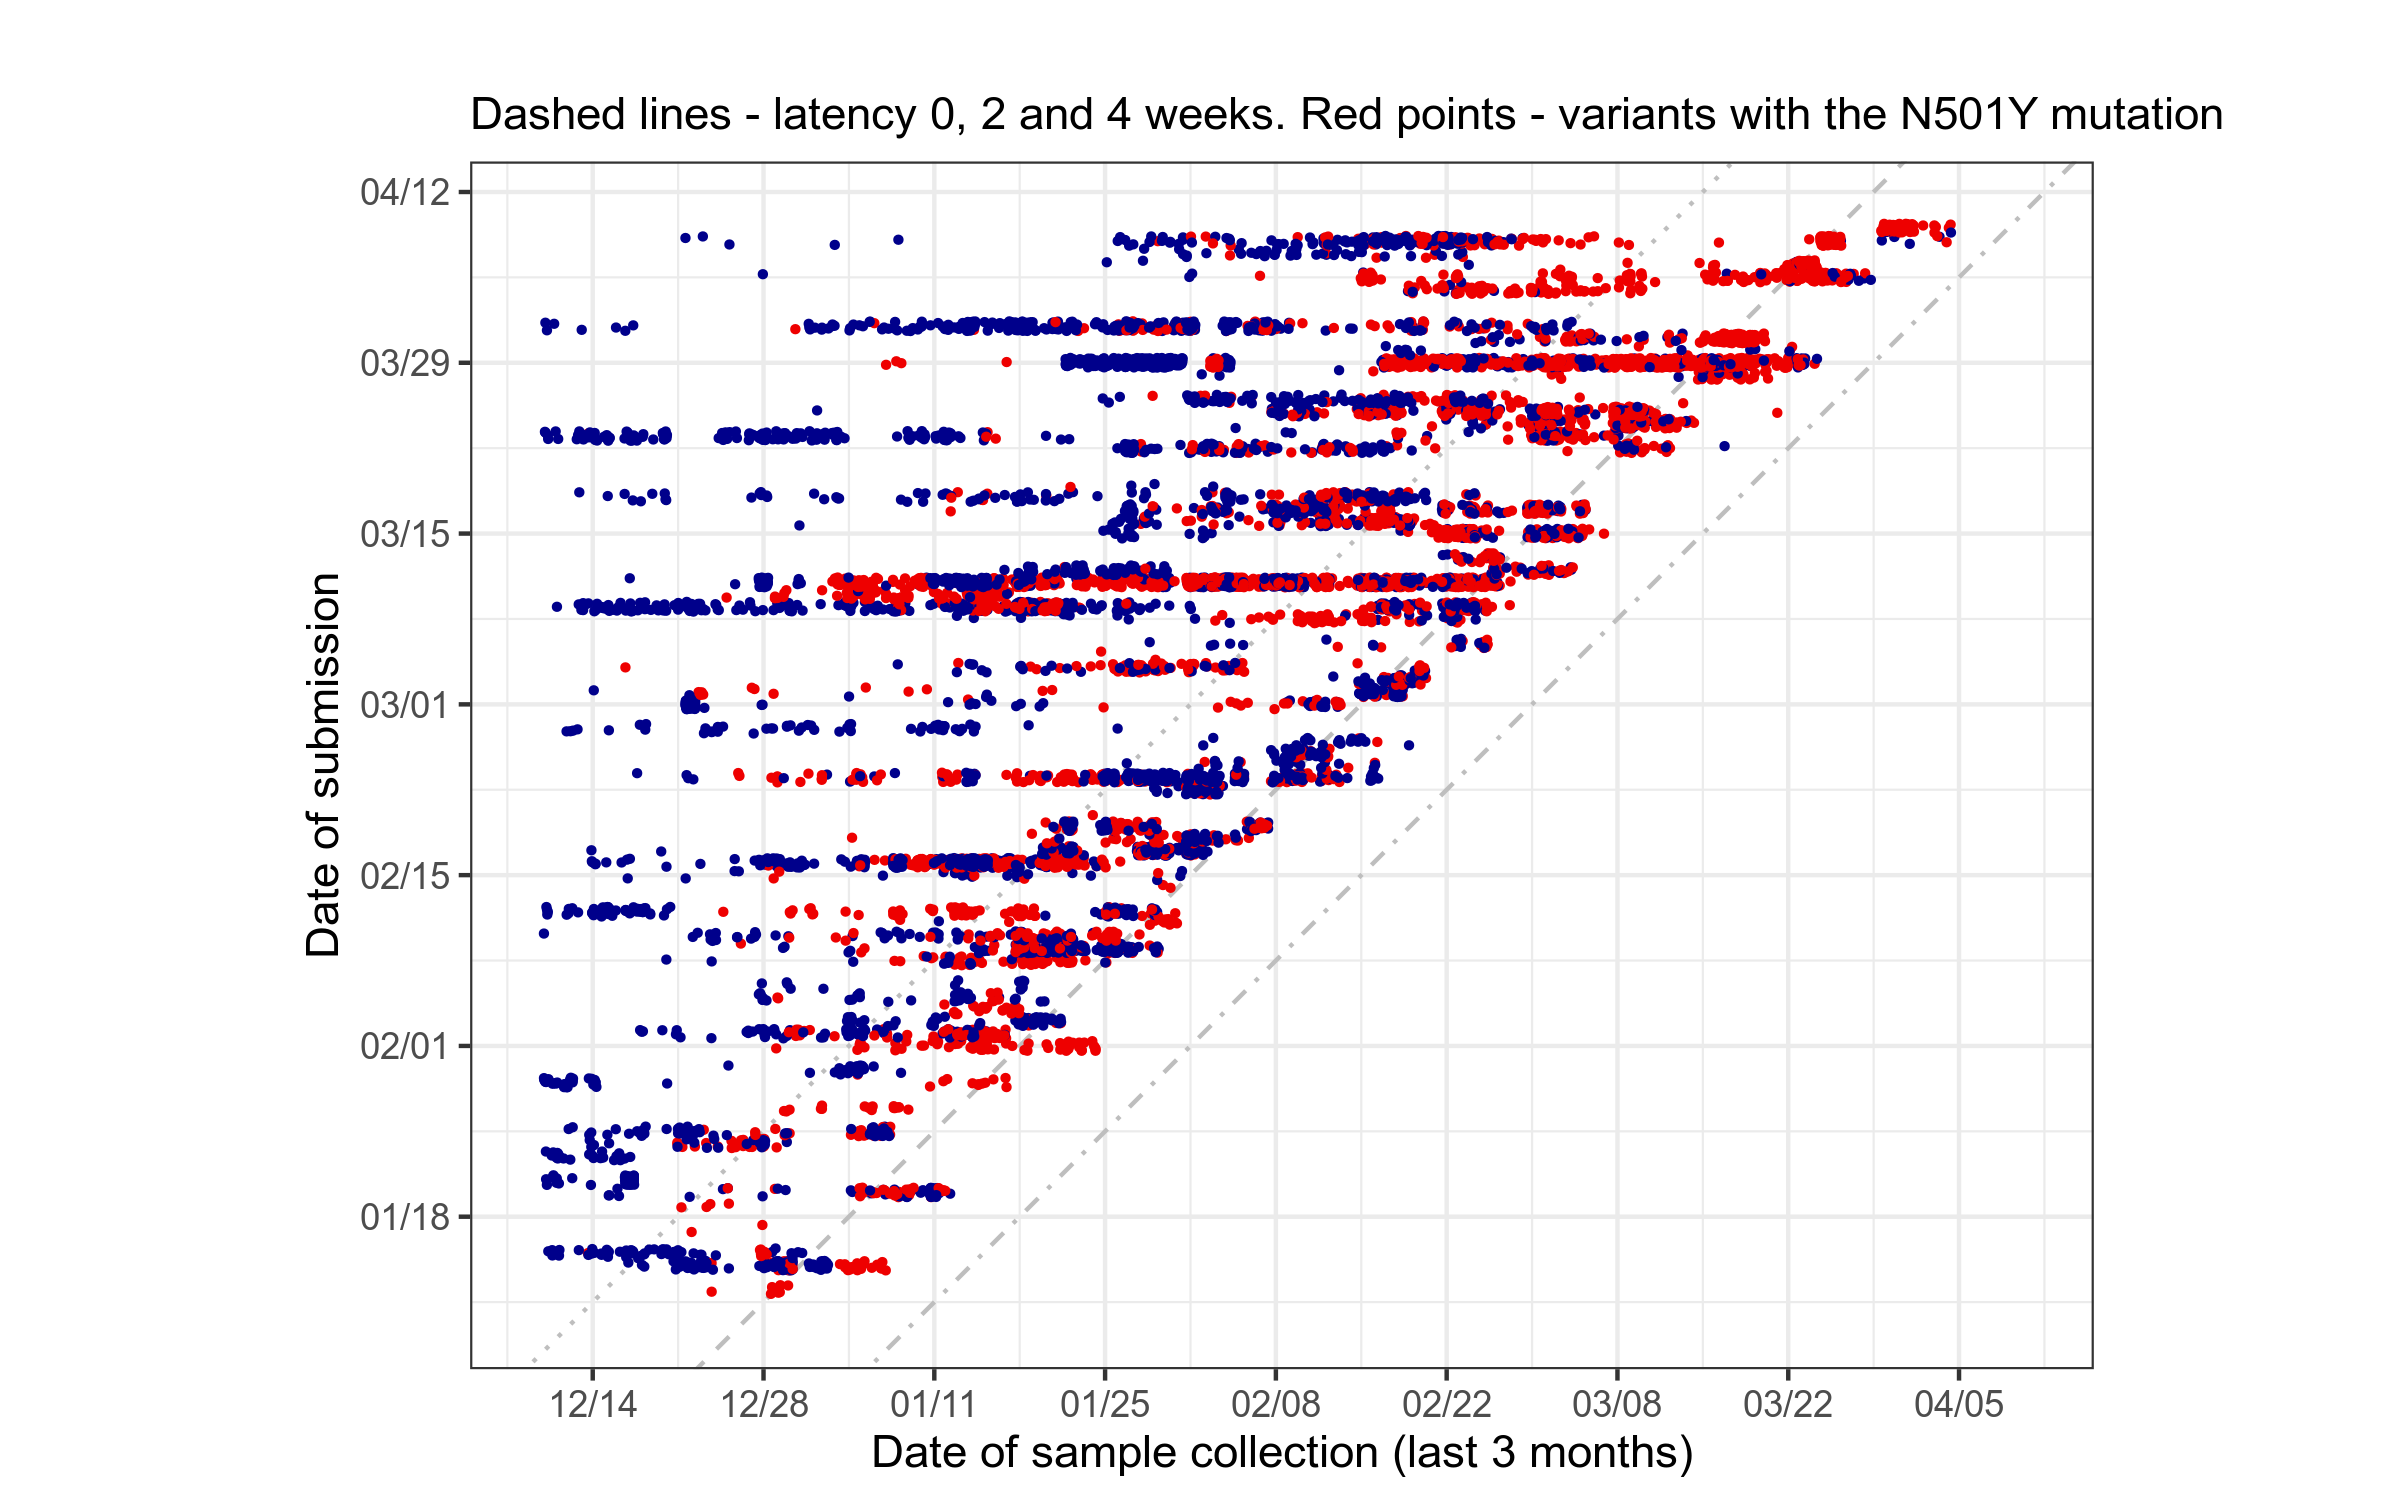 Dashed lines - latency 0, 2 and 4 weeks. Red points - variants with the N501Y mutation
04/12
03/29
03/15
03/01
02/15
02/01
01/18
Date of submission
12/14 12/28 01/11 01/25 02/08 02/22 03/08 03/22 04/05
Date of sample collection (last 3 months)